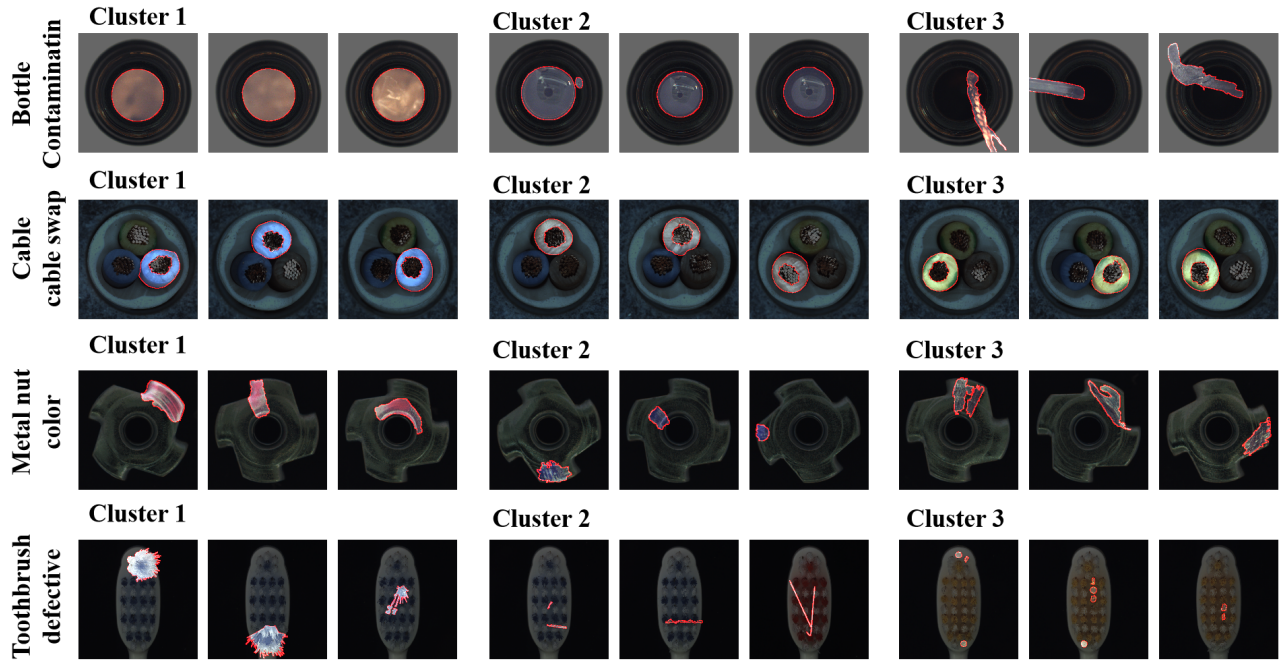 Bottle
Contaminatin
Cluster 1
Cluster 2
Cluster 3
Cable
cable swap
Cluster 1
Cluster 2
Cluster 3
Metal nut
color
Cluster 1
Cluster 2
Cluster 3
Toothbrush
defective
Cluster 1
Cluster 2
Cluster 3